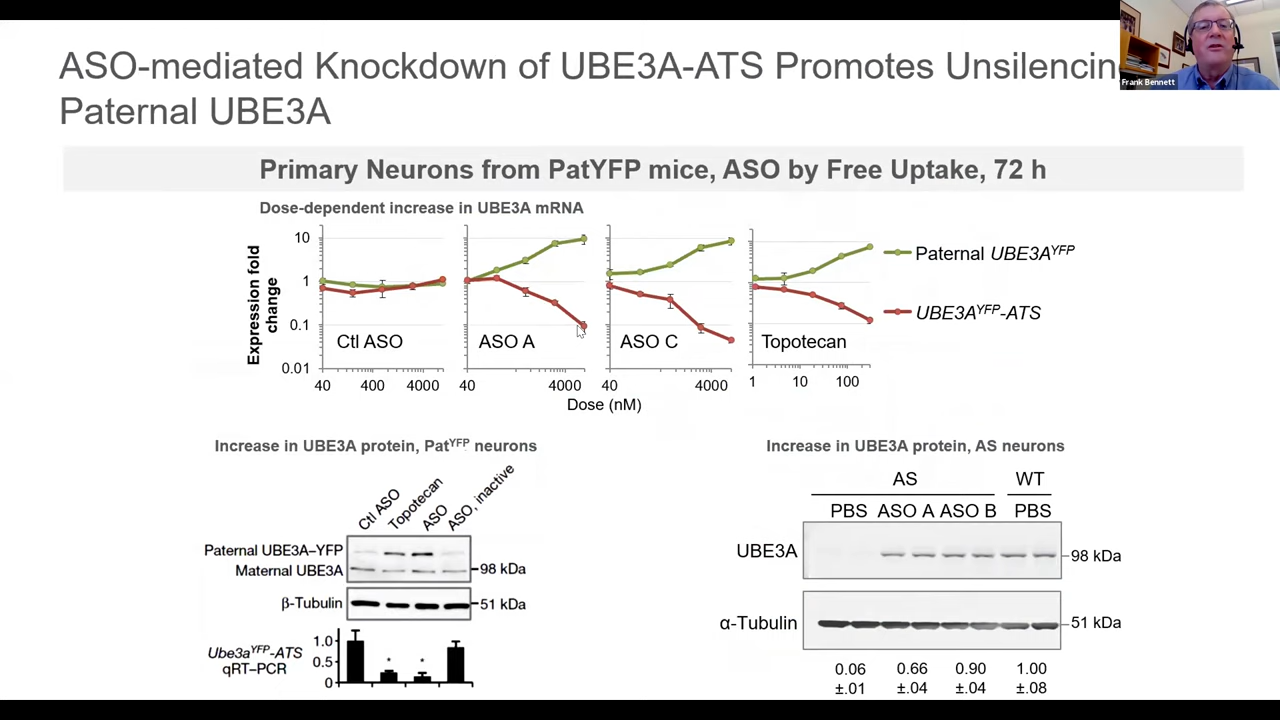 ASO-mediated Knockdown of UBE3A-ATS Promotes Unsilencing
Paternal UBE3A
Frank Bennett
Primary Neurons from PatYFP mice, ASO by Free Uptake, 72 h
Dose-dependent increase in UBE3A mRNA
Expression fold
change
10
1
0.1
0.01
Ctl ASO
40 400 4000
ASO A
40 4000
ASO C
40 4000
Topotecan
1 10 100
Dose (nM)
Paternal UBE3AYFP
UBE3AYFP-ATS
Increase in UBE3A protein, PatYFP neurons
Ctl ASO
Topotecan
ASO
ASO, inactive
Paternal UBE3A–YFP
Maternal UBE3A
98 kDa
β-Tubulin
51 kDa
Ube3aYFP-ATS
qRT–PCR
1.0
0.5
0
* *
Increase in UBE3A protein, AS neurons
AS WT
PBS ASO A ASO B PBS
UBE3A
98 kDa
α-Tubulin
51 kDa
0.06 0.66 0.90 1.00
±.01 ±.04 ±.04 ±.08